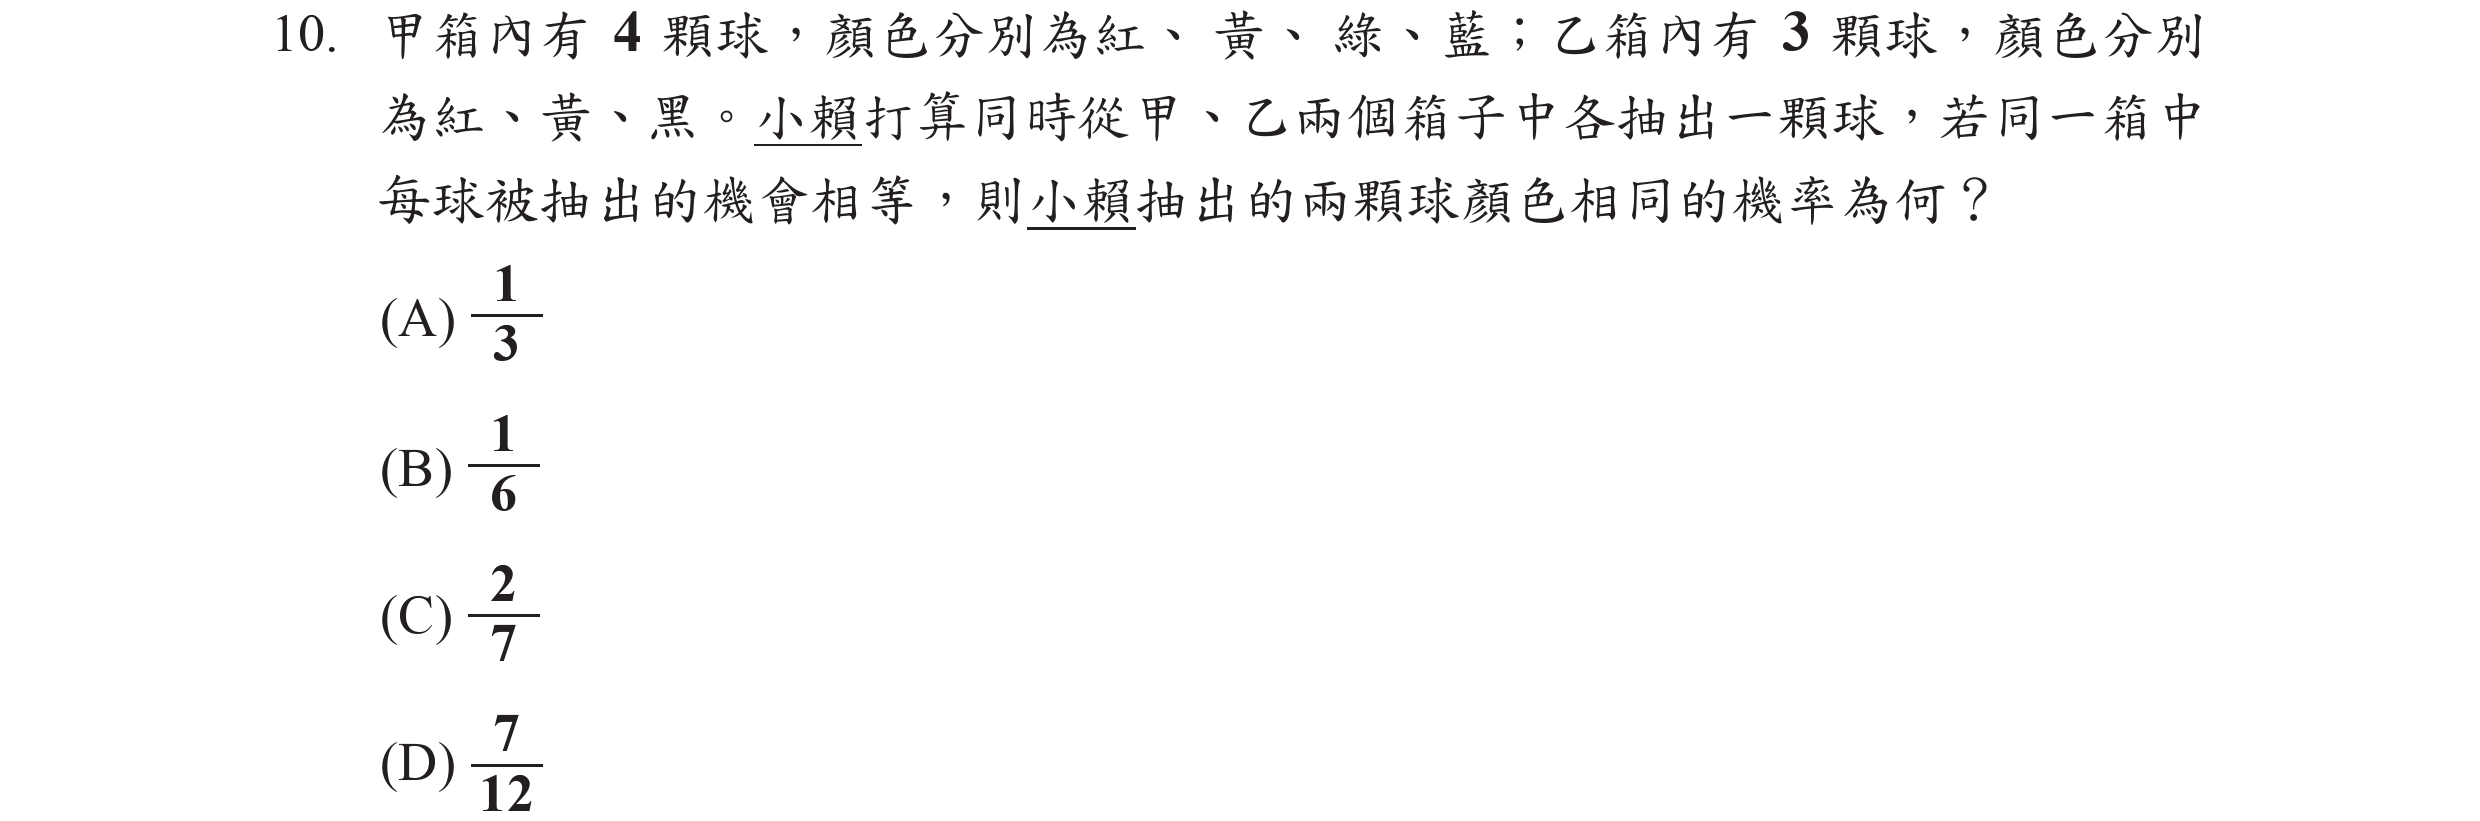 10. 甲箱內有 4 顆球，顏色分別為紅、黃、綠、藍；乙箱內有 3 顆球，顏色分別
為紅、黃、黑。小賴打算同時從甲、乙兩個箱子中各抽出一顆球，若同一箱中
每球被抽出的機會相等，則小賴抽出的兩顆球顏色相同的機率為何？
(A) 1/3
(B) 1/6
(C) 2/7
(D) 7/12